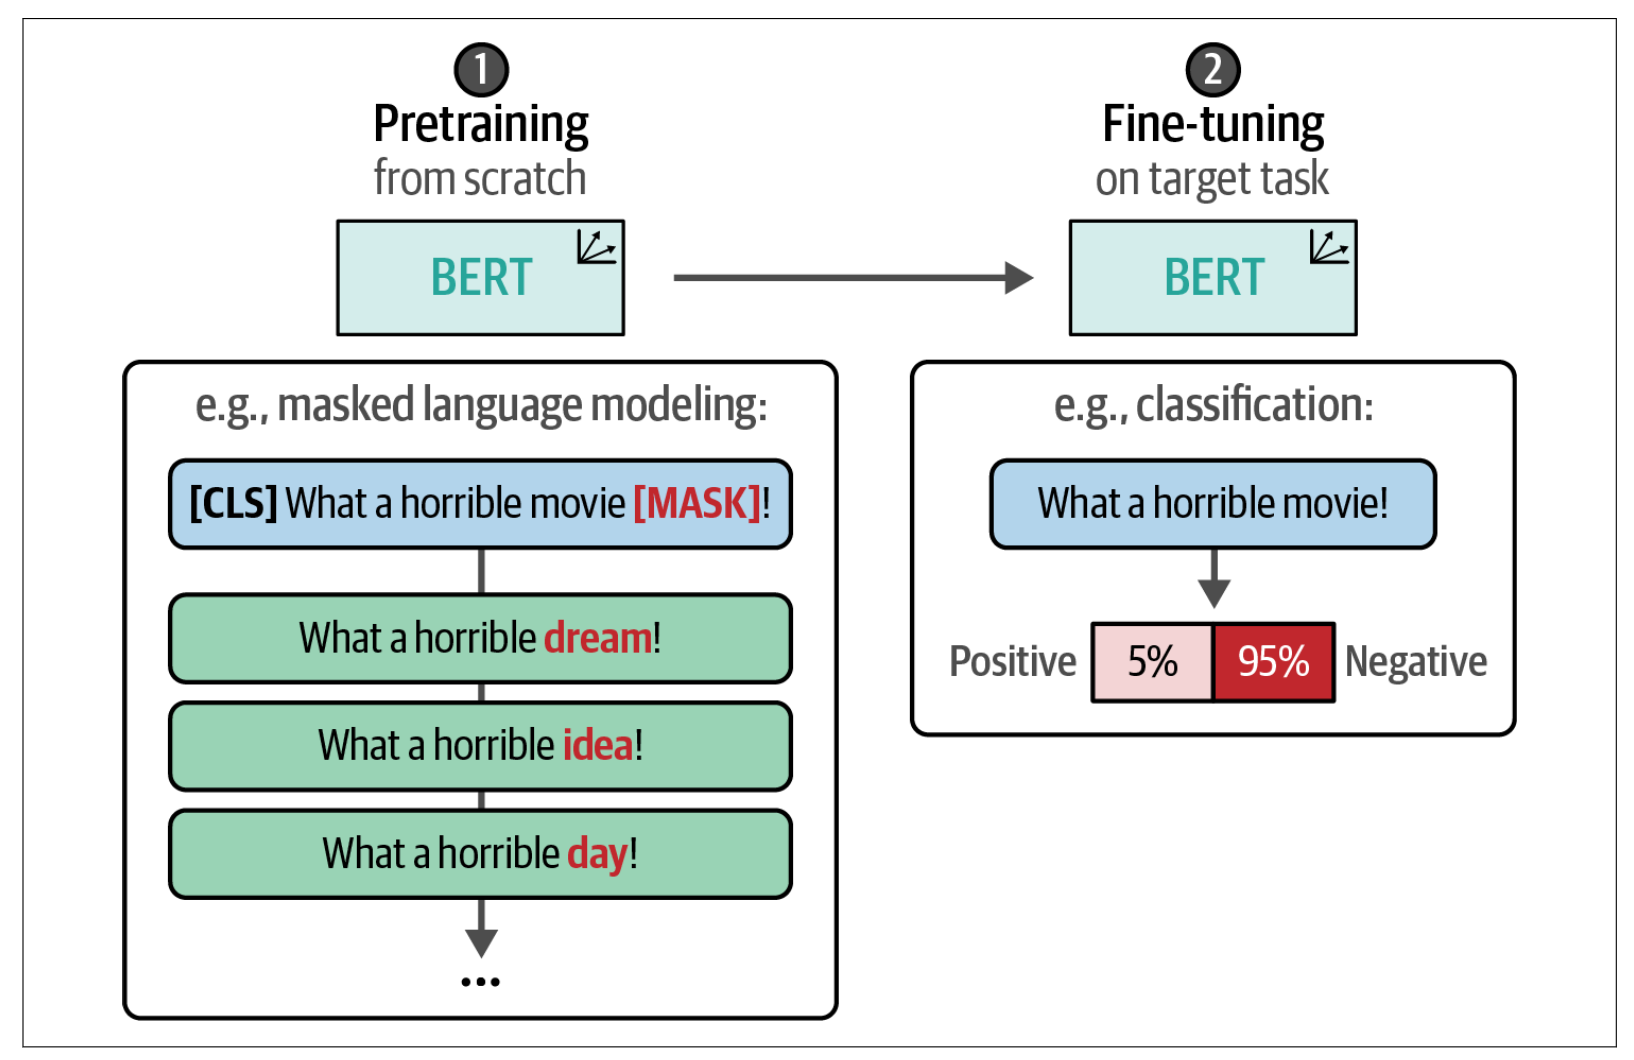 1
Pretraining
from scratch
BERT
e.g., masked language modeling:
[CLS] What a horrible movie [MASK]!
What a horrible dream!
What a horrible idea!
What a horrible day!
...
2
Fine-tuning
on target task
BERT
e.g., classification:
What a horrible movie!
Positive 5% 95% Negative